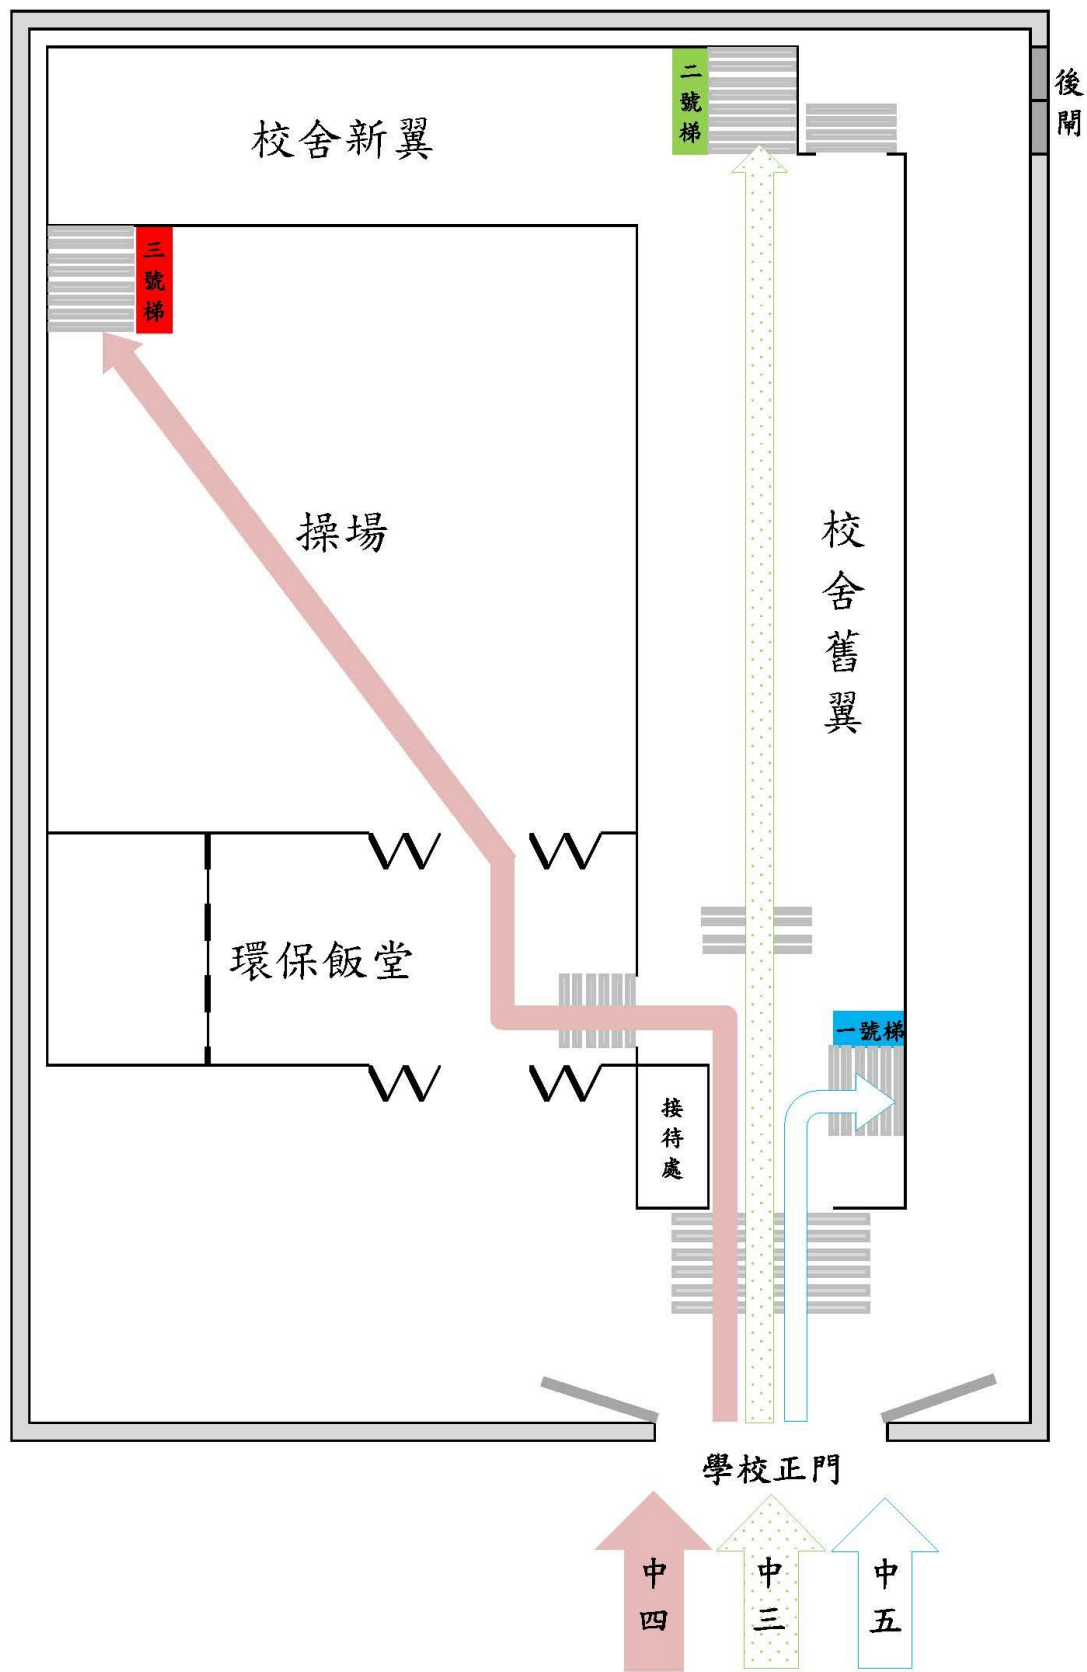 二號梯
後閘
校舍新翼
三號梯
操場
校舍舊翼
環保飯堂
一號梯
接待處
學校正門
中四
中三
中五